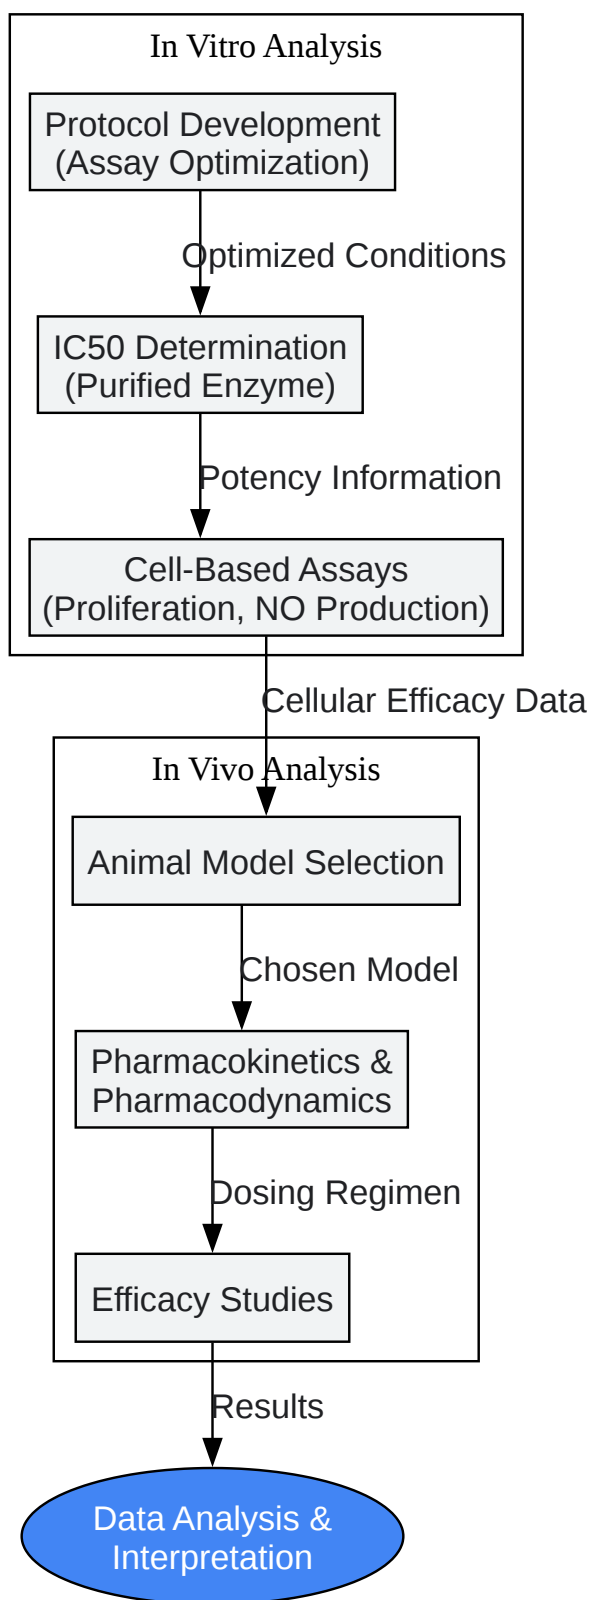 In Vitro Analysis
Protocol Development
(Assay Optimization)
Optimized Conditions
IC50 Determination
(Purified Enzyme)
Potency Information
Cell-Based Assays
(Proliferation, NO Production)
Cellular Efficacy Data
In Vivo Analysis
Animal Model Selection
Chosen Model
Pharmacokinetics &
Pharmacodynamics
Dosing Regimen
Efficacy Studies
Results
Data Analysis &
Interpretation